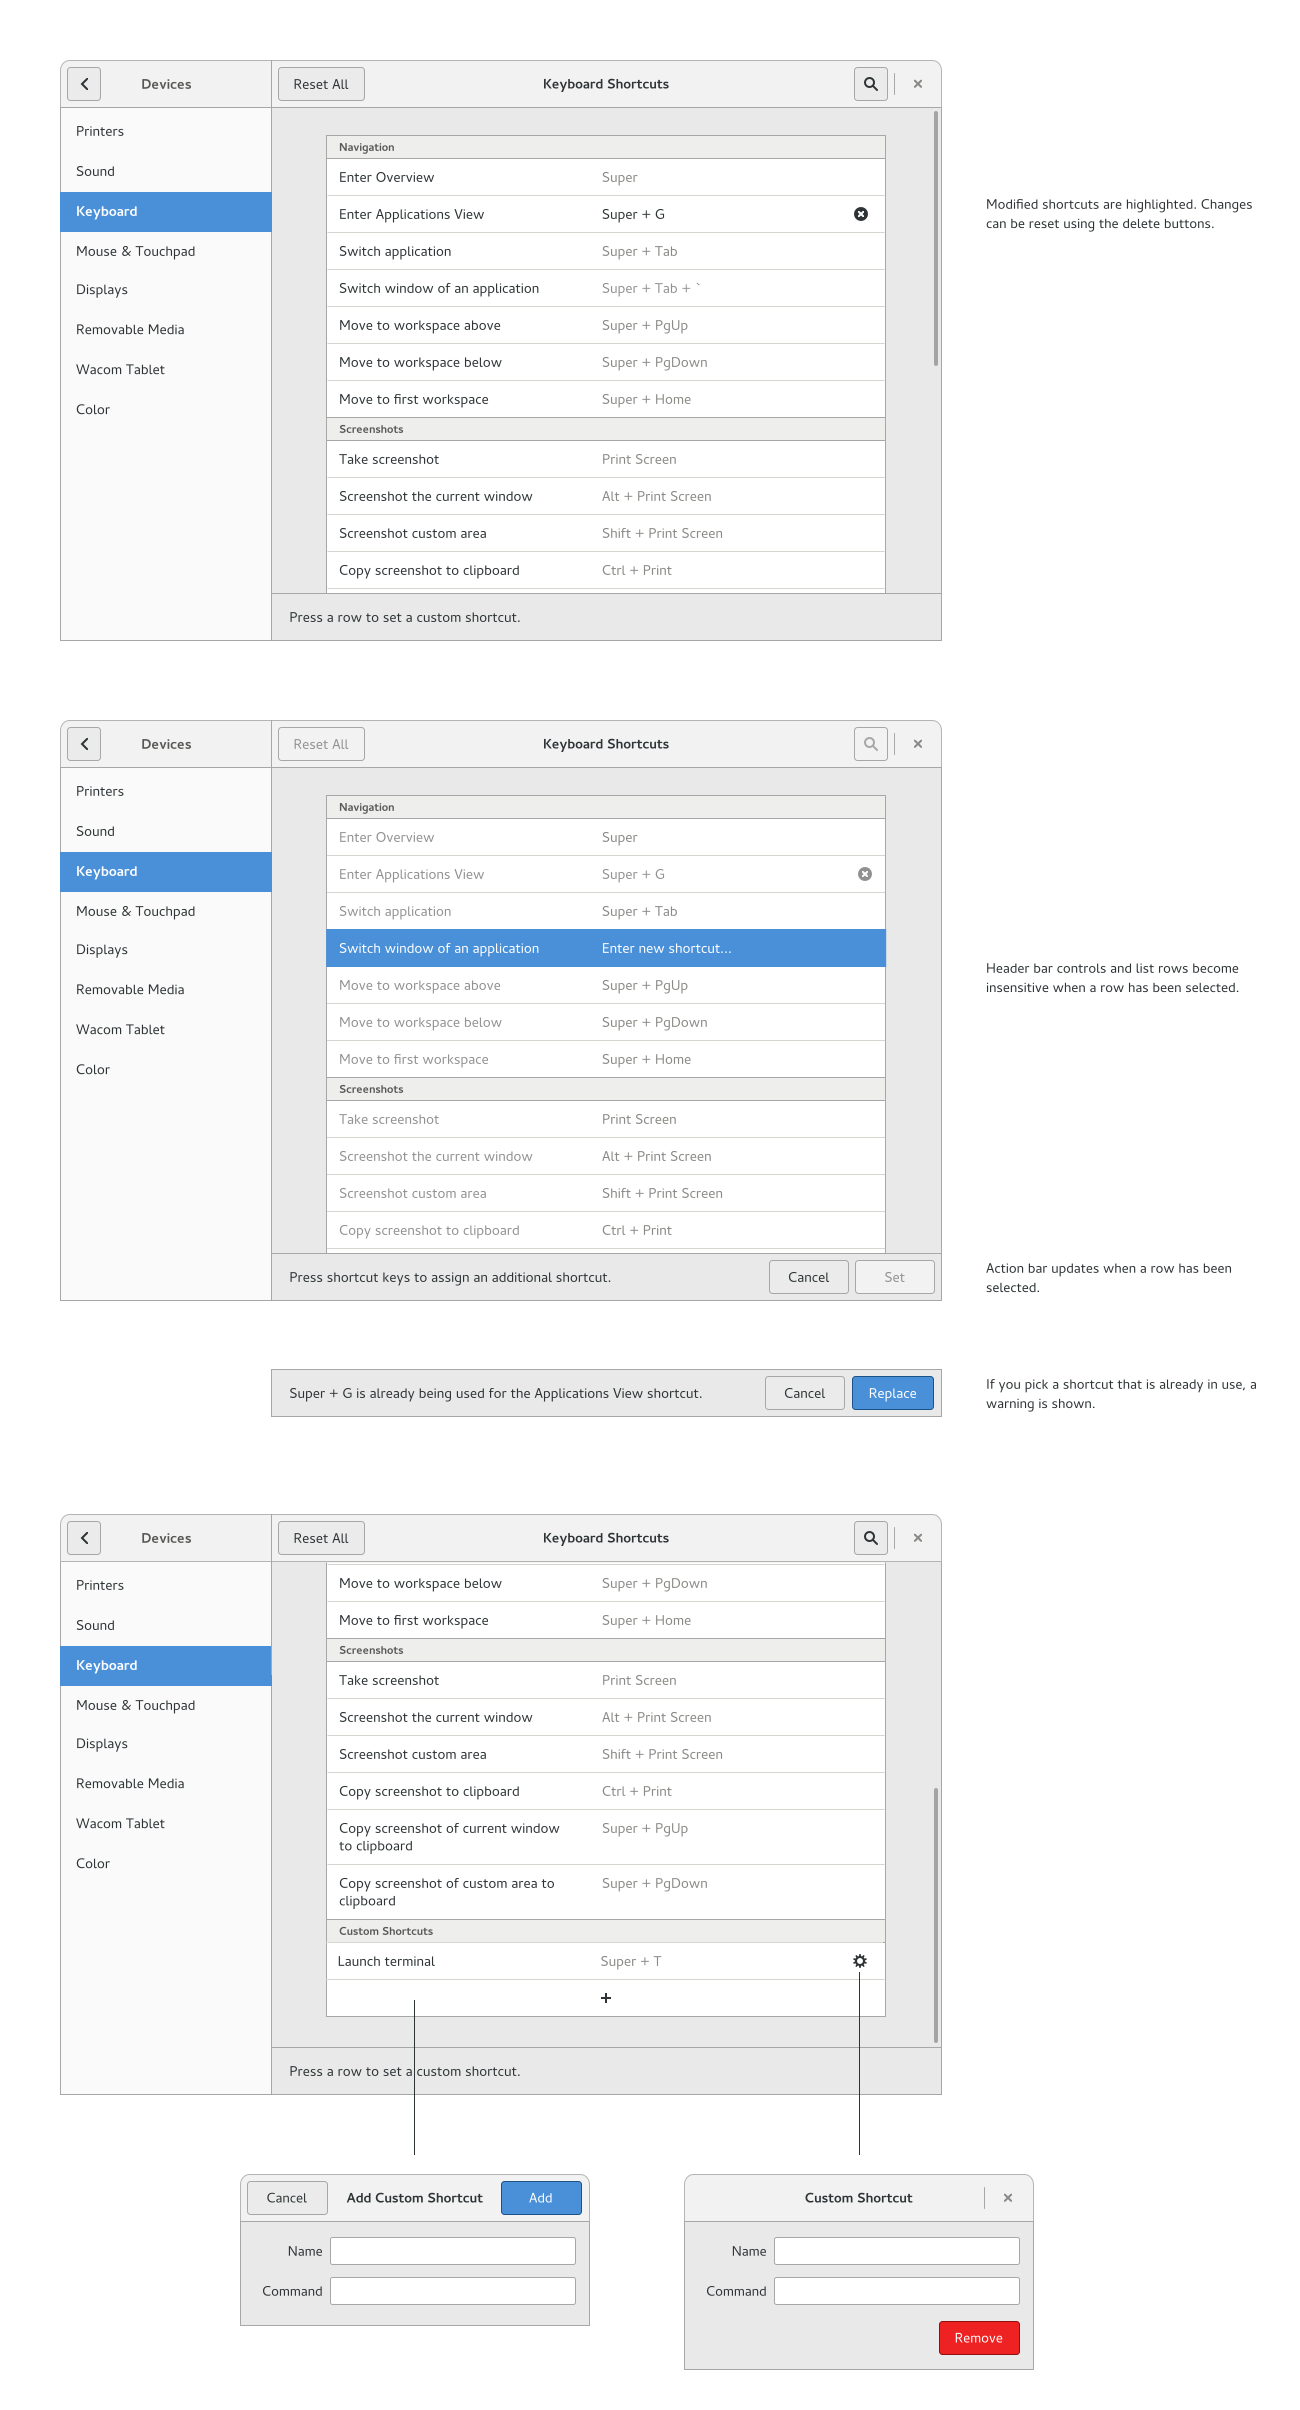 Devices
Reset All
Keyboard Shortcuts
Printers
Sound
Keyboard
Mouse & Touchpad
Displays
Removable Media
Wacom Tablet
Color
Navigation
Enter Overview Super
Enter Applications View Super + G
Switch application Super + Tab
Switch window of an application Super + Tab + `
Move to workspace above Super + PgUp
Move to workspace below Super + PgDown
Move to first workspace Super + Home
Screenshots
Take screenshot Print Screen
Screenshot the current window Alt + Print Screen
Screenshot custom area Shift + Print Screen
Copy screenshot to clipboard Ctrl + Print
Press a row to set a custom shortcut.
Modified shortcuts are highlighted. Changes
can be reset using the delete buttons.
Devices
Reset All
Keyboard Shortcuts
Printers
Sound
Keyboard
Mouse & Touchpad
Displays
Removable Media
Wacom Tablet
Color
Navigation
Enter Overview Super
Enter Applications View Super + G
Switch application Super + Tab
Switch window of an application Enter new shortcut...
Move to workspace above Super + PgUp
Move to workspace below Super + PgDown
Move to first workspace Super + Home
Screenshots
Take screenshot Print Screen
Screenshot the current window Alt + Print Screen
Screenshot custom area Shift + Print Screen
Copy screenshot to clipboard Ctrl + Print
Press shortcut keys to assign an additional shortcut. Cancel Set
Header bar controls and list rows become
insensitive when a row has been selected.
Action bar updates when a row has been
selected.
Super + G is already being used for the Applications View shortcut. Cancel Replace
If you pick a shortcut that is already in use, a
warning is shown.
Devices
Reset All
Keyboard Shortcuts
Printers
Sound
Keyboard
Mouse & Touchpad
Displays
Removable Media
Wacom Tablet
Color
Move to workspace below Super + PgDown
Move to first workspace Super + Home
Screenshots
Take screenshot Print Screen
Screenshot the current window Alt + Print Screen
Screenshot custom area Shift + Print Screen
Copy screenshot to clipboard Ctrl + Print
Copy screenshot of current window Super + PgUp
to clipboard
Copy screenshot of custom area to Super + PgDown
clipboard
Custom Shortcuts
Launch terminal Super + T
+
Press a row to set a custom shortcut.
Cancel Add Custom Shortcut Add
Name
Command
Custom Shortcut
Name
Command
Remove